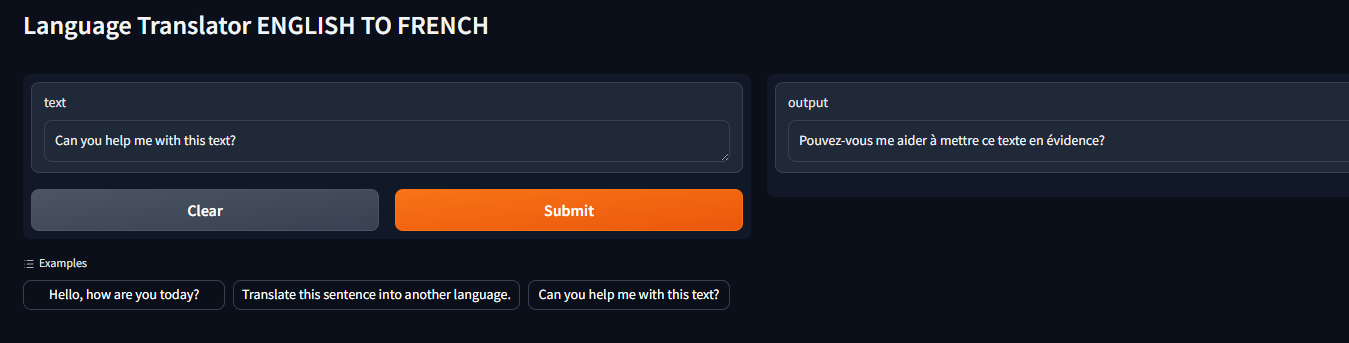 Language Translator ENGLISH TO FRENCH
text
Can you help me with this text?
Clear
Submit
output
Pouvez-vous me aider à mettre ce texte en évidence?
Examples
Hello, how are you today?
Translate this sentence into another language.
Can you help me with this text?